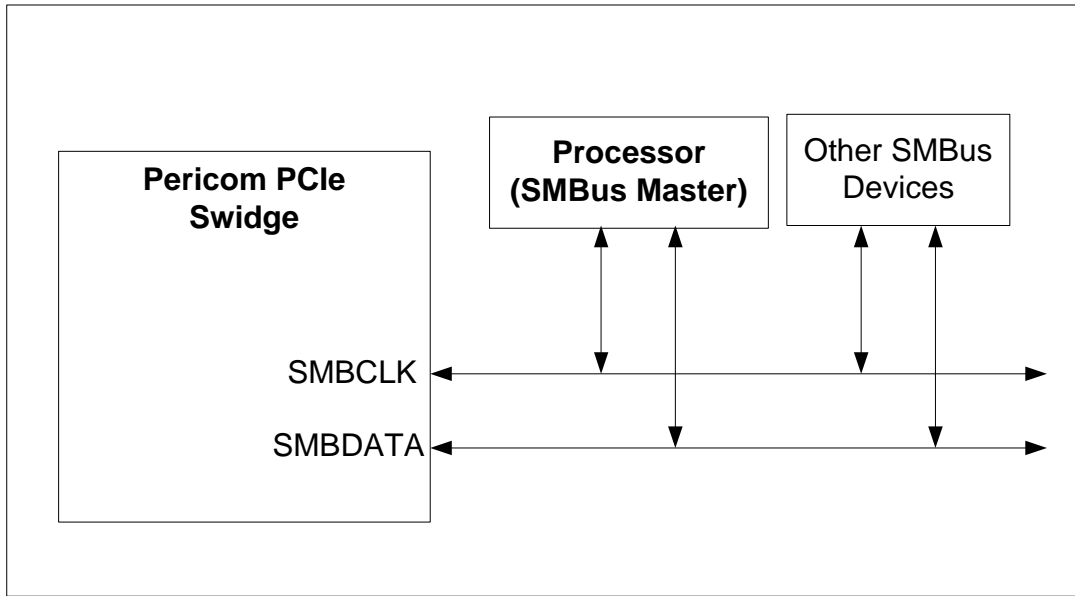 Pericom PCIe
Swidge
Processor
(SMBus Master)
Other SMBus
Devices
SMBCLK
SMBDATA